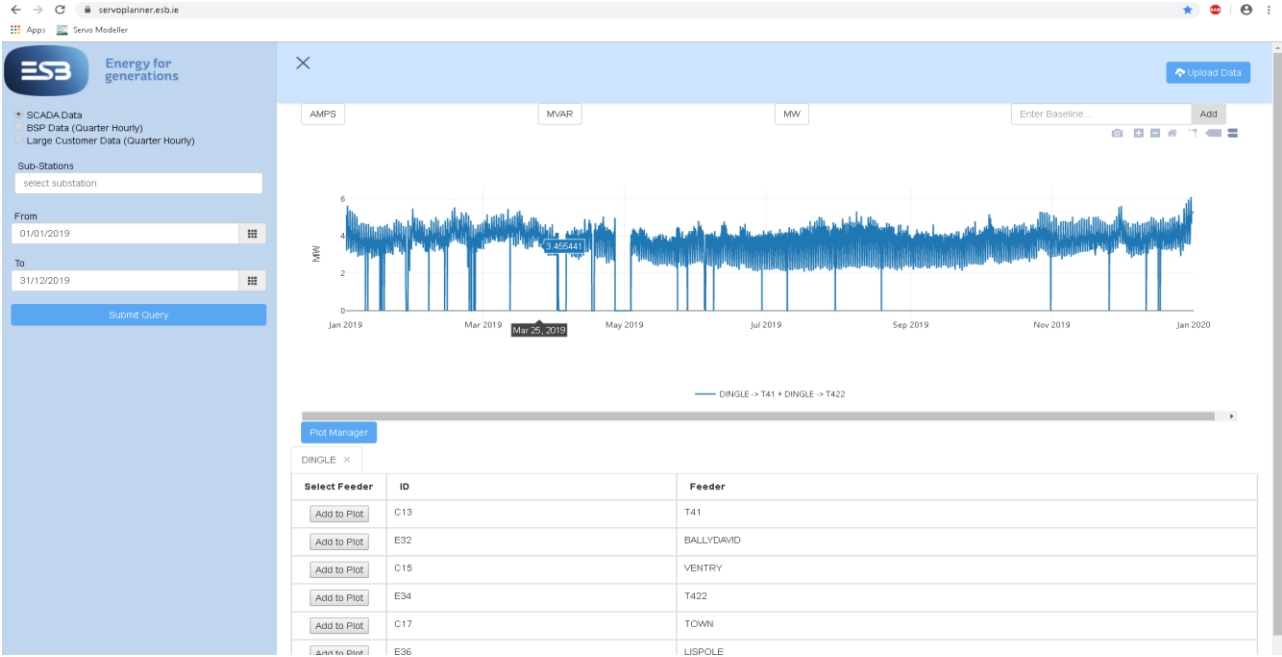 servoplanner.esb.ie
Apps Servo Modeller
ESB Energy for
generations
Upload Data
SCADA Data
BSP Data (Quarter Hourly)
Large Customer Data (Quarter Hourly)
Sub-Stations
select substation
From
01/01/2019
To
31/12/2019
Submit Query
AMPS MVAR MW Enter Baseline... Add
6
4
2
0
MW
3.455441
Jan 2019 Mar 2019 Mar 25, 2019 May 2019 Jul 2019 Sep 2019 Nov 2019 Jan 2020
DINGLE -> T41 + DINGLE -> T422
Plot Manager
DINGLE ×
Select Feeder ID Feeder
Add to Plot C13 T41
Add to Plot E32 BALLYDAVID
Add to Plot C15 VENTRY
Add to Plot E34 T422
Add to Plot C17 TOWN
Add to Plot E36 LISPOLE